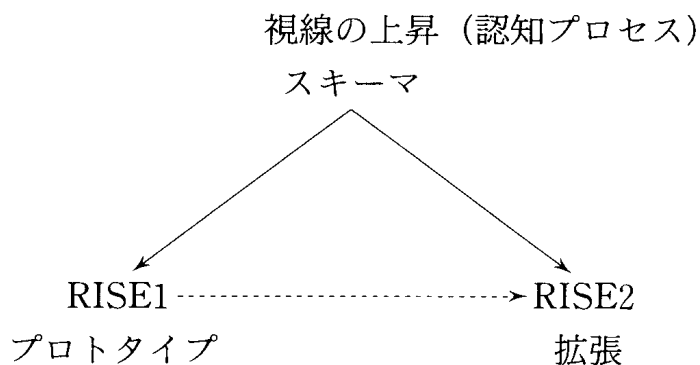 視線の上昇（認知プロセス）
スキーマ
RISE1
RISE2
プロトタイプ
拡張